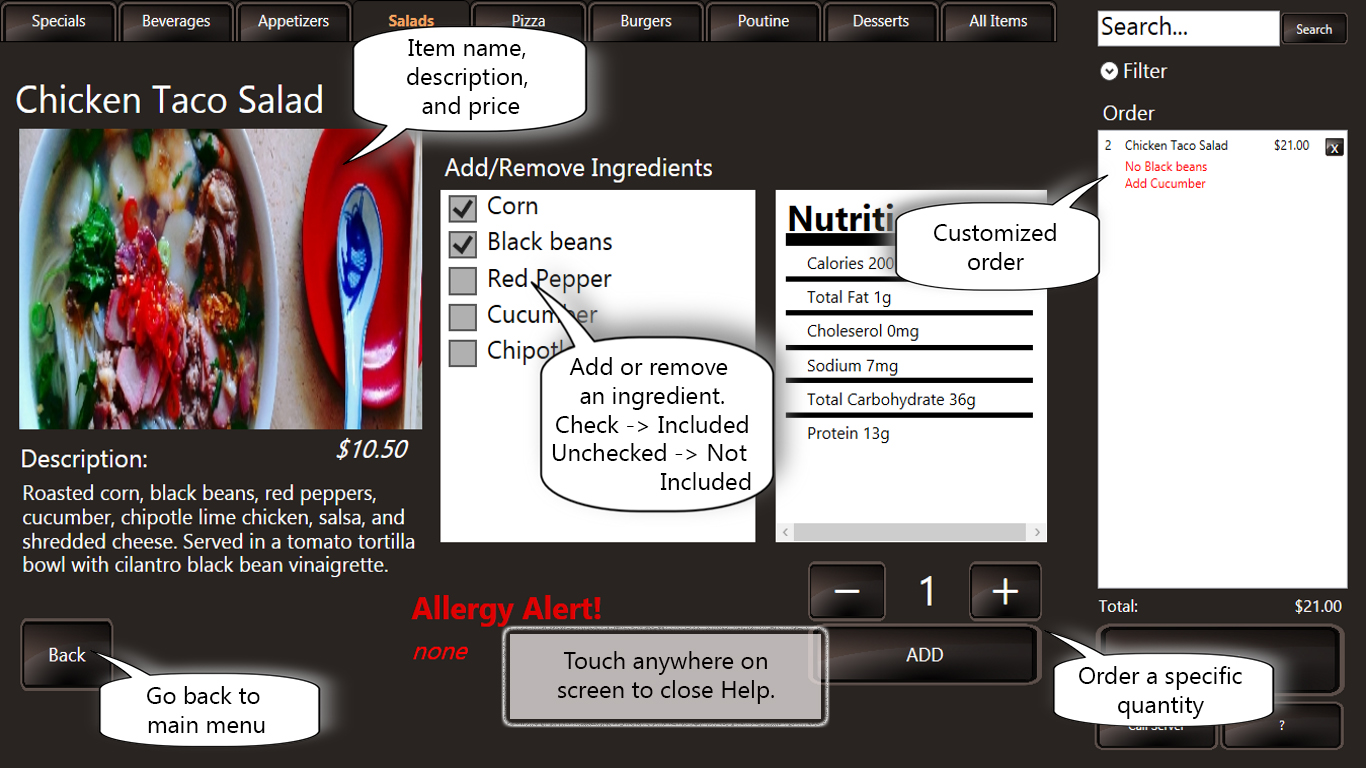 Specials
Beverages
Appetizers
Salads
Pizza
Burgers
Poutine
Desserts
All Items
Search...
Search
Filter
Item name,
description,
and price
Chicken Taco Salad
Order
2 Chicken Taco Salad $21.00 x
No Black beans
Add Cucumber
Customized
order
Add/Remove Ingredients
Corn
Black beans
Red Pepper
Cucumber
Chipotl
Add or remove
an ingredient.
Check -> Included
Unchecked -> Not
Included
Nutriti
Calories 200
Total Fat 1g
Choleserol 0mg
Sodium 7mg
Total Carbohydrate 36g
Protein 13g
$10.50
Description:
Roasted corn, black beans, red peppers,
cucumber, chipotle lime chicken, salsa, and
shredded cheese. Served in a tomato tortilla
bowl with cilantro black bean vinaigrette.
Allergy Alert!
none
− 1 +
ADD
Total: $21.00
Back
Go back to
main menu
Touch anywhere on
screen to close Help.
Order a specific
quantity
Call Server
?